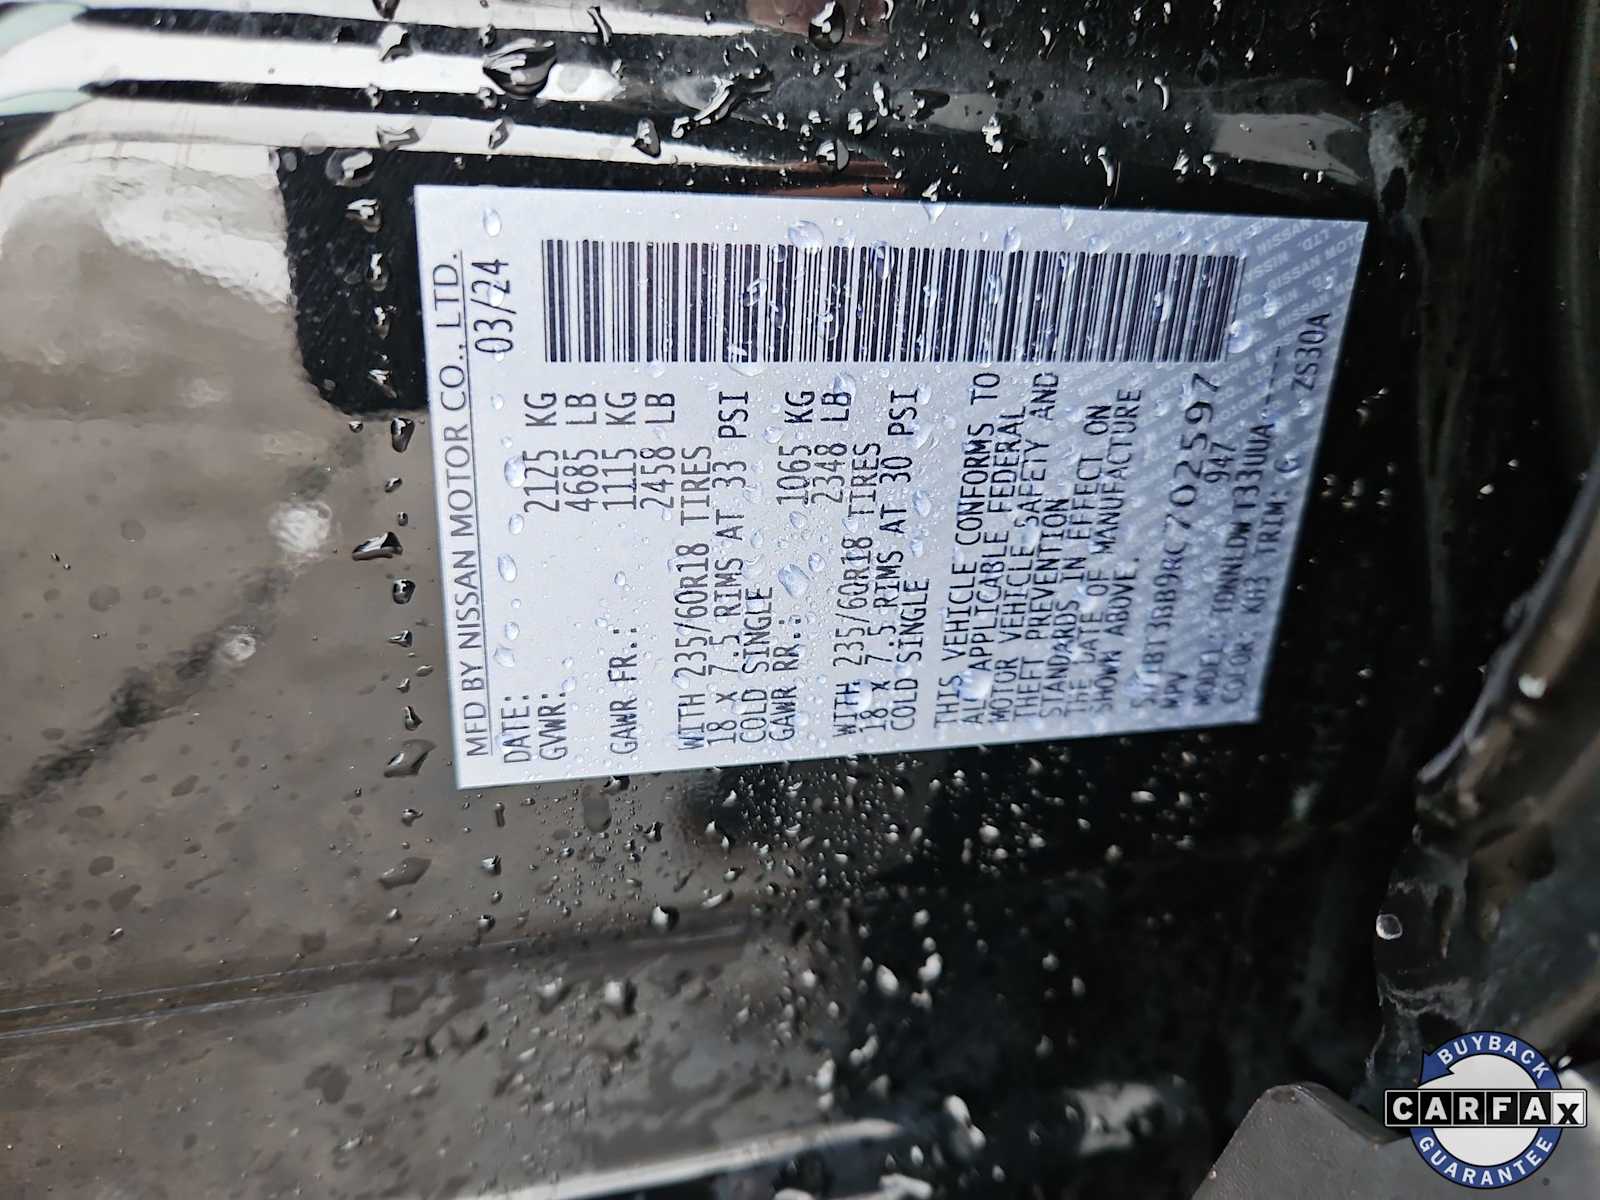 MFD BY NISSAN MOTOR CO., LTD.
DATE: 03/24
GVWR: 2125 KG
4685 LB
GAWR FR.: 1115 KG
2458 LB
WITH 235/60R18 TIRES
18 x 7.5 RIMS AT 33 PSI
COLD SINGLE
GAWR RR.: 1065 KG
2348 LB
WITH 235/60R18 TIRES
18 x 7.5 RIMS AT 30 PSI
COLD SINGLE
THIS VEHICLE CONFORMS TO
ALL APPLICABLE FEDERAL
MOTOR VEHICLE SAFETY AND
THEFT PREVENTION
STANDARDS IN EFFECT ON
THE DATE OF MANUFACTURE
SHOWN ABOVE.
MPV 947
MODEL:
COLOR: KH3 TRIM: G ZS30A
BUYBACK
CARFAX
GUARANTEE